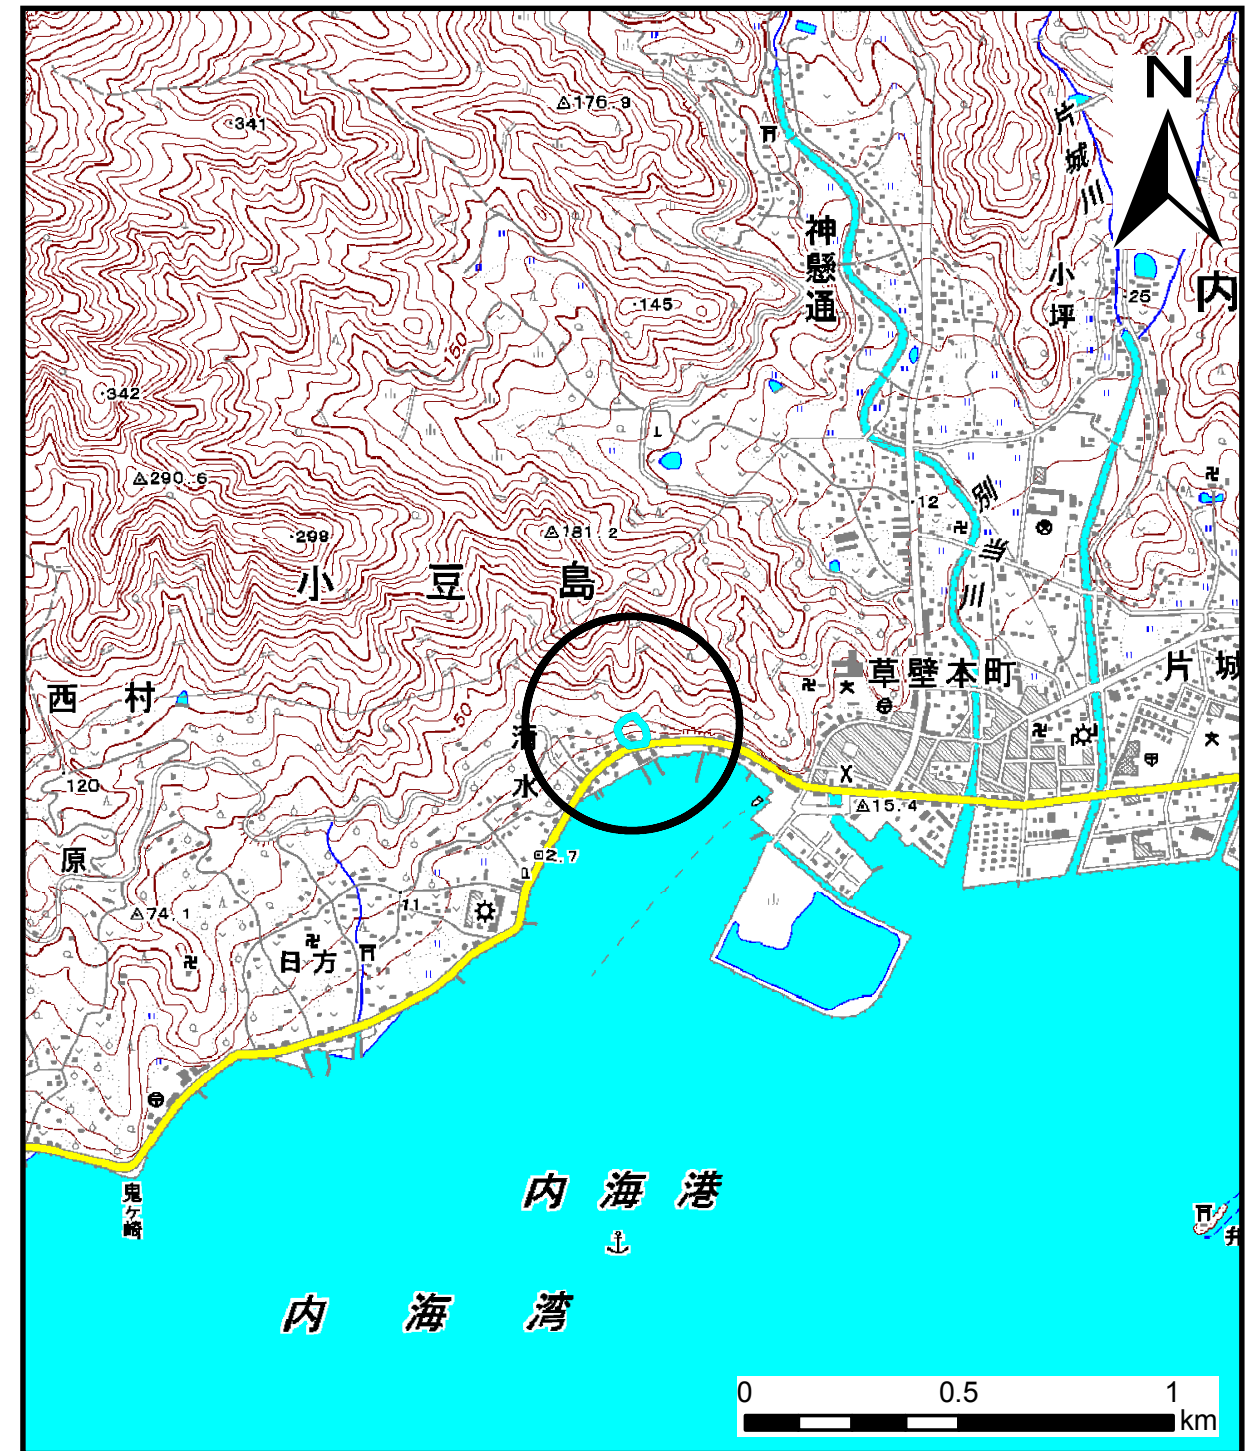 N
176.9
341
片城川
神懸通
小坪
25
内
145
150
342
290.6
12
別当川
298
181.2
小豆島
草壁本町
片城
西村
50
清水
120
15.4
原
2.7
74.1
11
日方
鬼ヶ崎
内海港
内海湾
弁
0 0.5 1
km